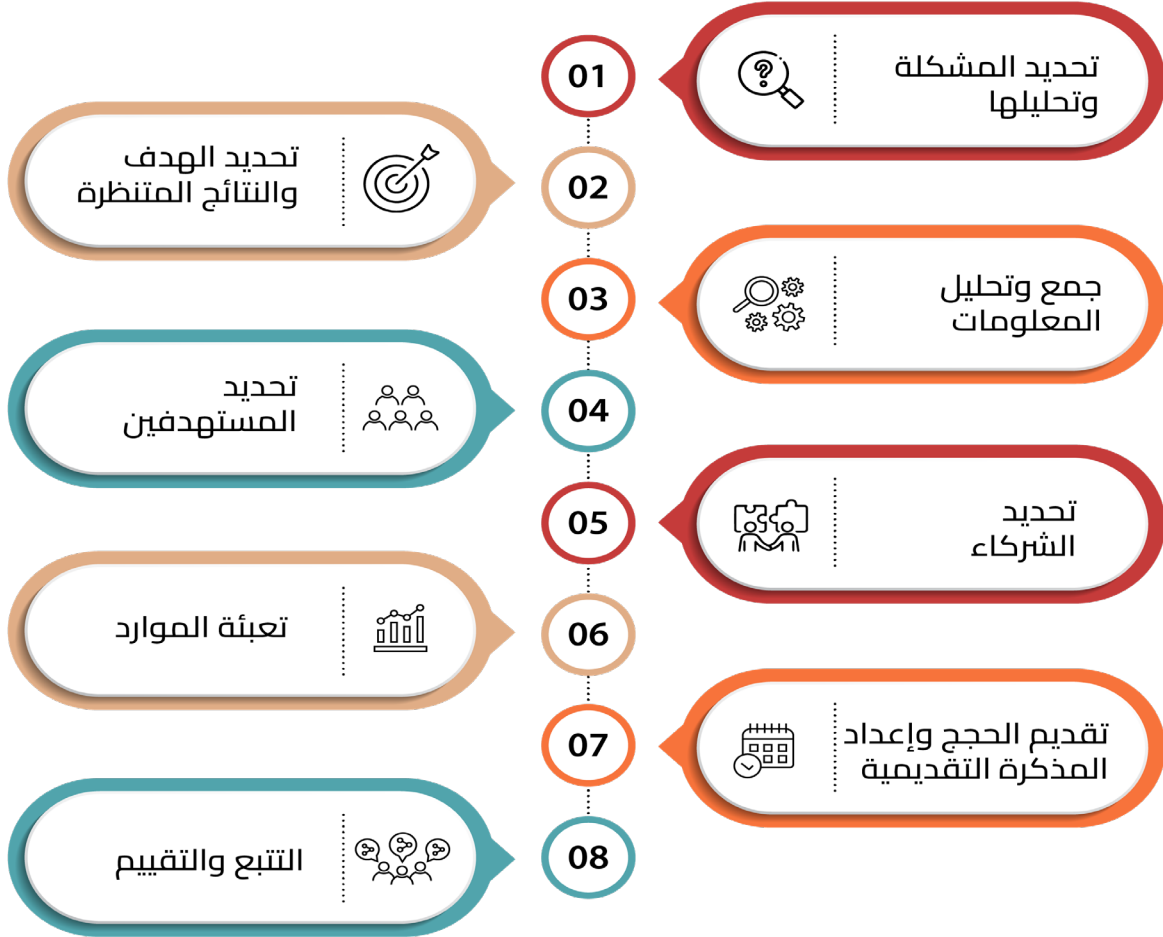 01
تحديد المشكلة
وتحليلها
02
تحديد الهدف
والنتائج المتنظرة
03
جمع وتحليل
المعلومات
04
تحديد
المستهدفين
05
تحديد
الشركاء
06
تعبئة الموارد
07
تقديم الحجج وإعداد
المذكرة التقديمية
08
التتبع والتقييم